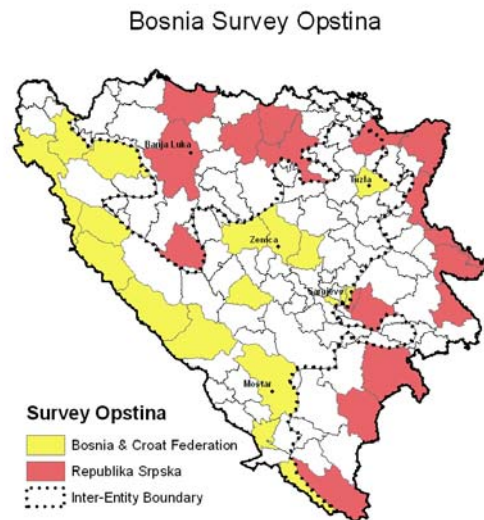 Bosnia Survey Opstina
Banja Luka
Tuzla
Zenica
Sarajevo
Mostar
Survey Opstina
Bosnia & Croat Federation
Republika Srpska
Inter-Entity Boundary